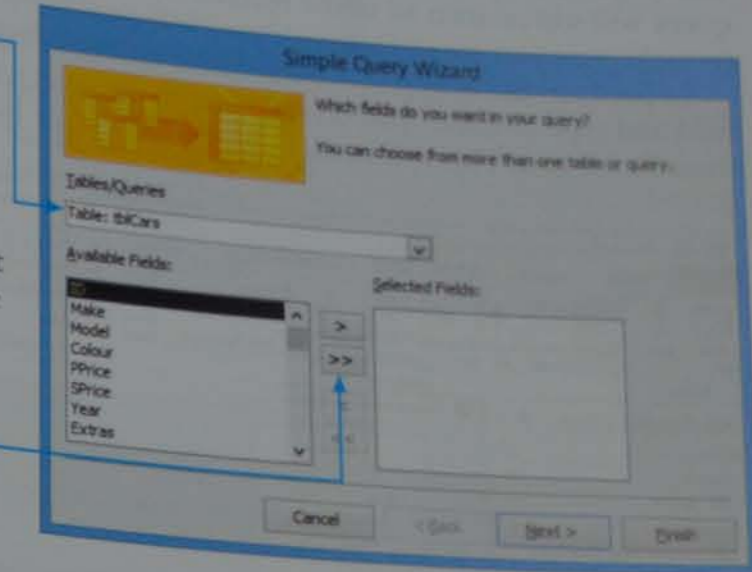 Simple Query Wizard
Which fields do you want in your query?
You can choose from more than one table or query.
Tables/Queries
Table: tblCars
Available Fields:
Selected Fields:
ID
Make
Model
Colour
PPrice
SPrice
Year
Extras
>
>>
<
<<
Cancel
< Back
Next >
Finish